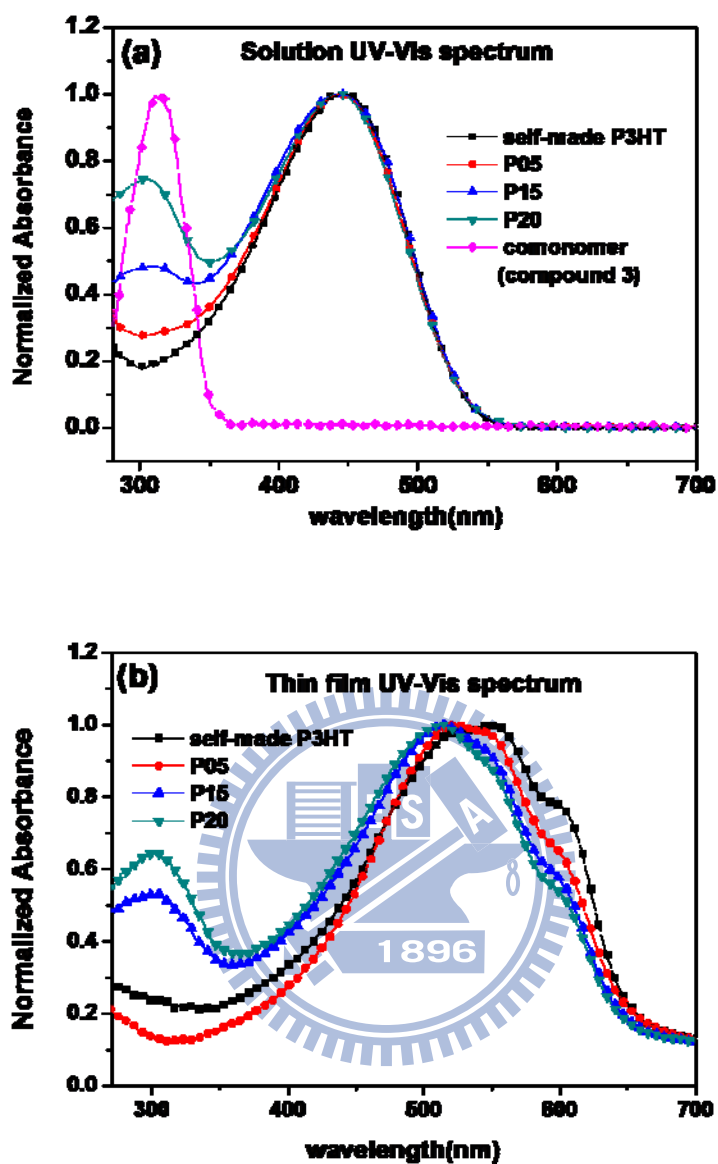 (a)
Solution UV-Vis spectrum
Normalized Absorbance
1.2
1.0
0.8
0.6
0.4
0.2
0.0
self-made P3HT
P05
P15
P20
comonomer
(compound 3)
300
400
500
600
700
wavelength(nm)
(b)
Thin film UV-Vis spectrum
Normalized Absorbance
1.2
1.0
0.8
0.6
0.4
0.2
0.0
self-made P3HT
P05
P15
P20
E S A
1896
300
400
500
600
700
wavelength(nm)